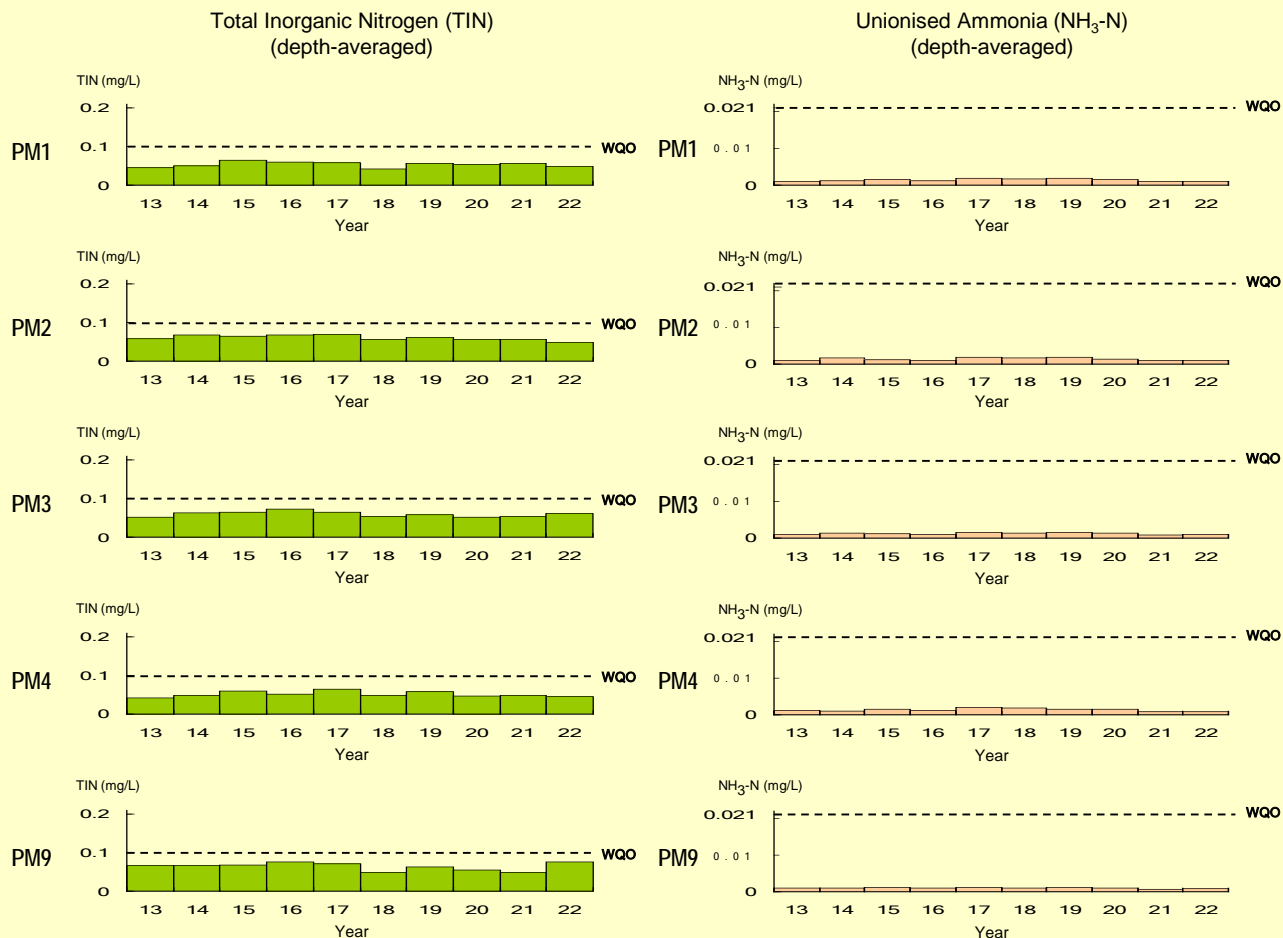 Total Inorganic Nitrogen (TIN)
(depth-averaged)
Unionised Ammonia (NH3-N)
(depth-averaged)
PM1
TIN (mg/L)
0.2
0.1
0
WQO
13 14 15 16 17 18 19 20 21 22
Year
NH3-N (mg/L)
PM1
0.021
0.01
0
WQO
13 14 15 16 17 18 19 20 21 22
Year
PM2
TIN (mg/L)
0.2
0.1
0
WQO
13 14 15 16 17 18 19 20 21 22
Year
NH3-N (mg/L)
PM2
0.021
0.01
0
WQO
13 14 15 16 17 18 19 20 21 22
Year
PM3
TIN (mg/L)
0.2
0.1
0
WQO
13 14 15 16 17 18 19 20 21 22
Year
NH3-N (mg/L)
PM3
0.021
0.01
0
WQO
13 14 15 16 17 18 19 20 21 22
Year
PM4
TIN (mg/L)
0.2
0.1
0
WQO
13 14 15 16 17 18 19 20 21 22
Year
NH3-N (mg/L)
PM4
0.021
0.01
0
WQO
13 14 15 16 17 18 19 20 21 22
Year
PM9
TIN (mg/L)
0.2
0.1
0
WQO
13 14 15 16 17 18 19 20 21 22
Year
NH3-N (mg/L)
PM9
0.021
0.01
0
WQO
13 14 15 16 17 18 19 20 21 22
Year